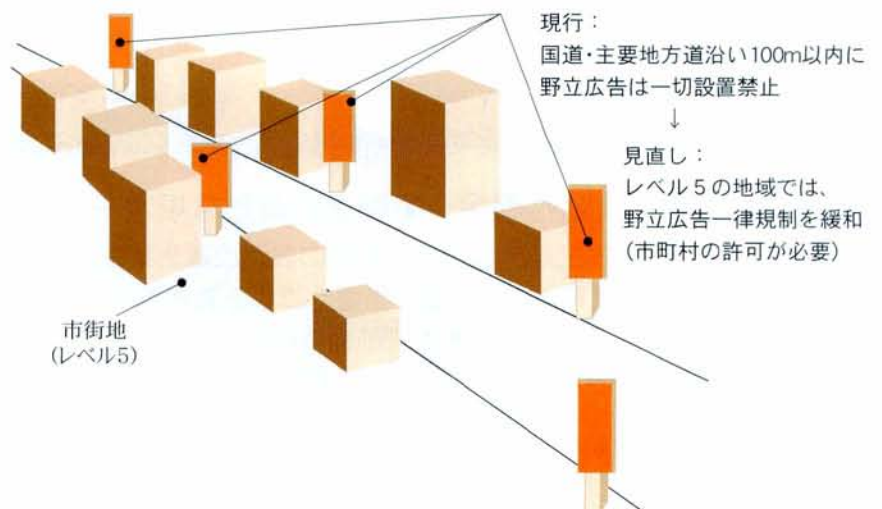 現行：
国道・主要地方道沿い100m以内に
野立広告は一切設置禁止
↓
見直し：
レベル5の地域では、
野立広告一律規制を緩和
(市町村の許可が必要)
市街地
(レベル5)